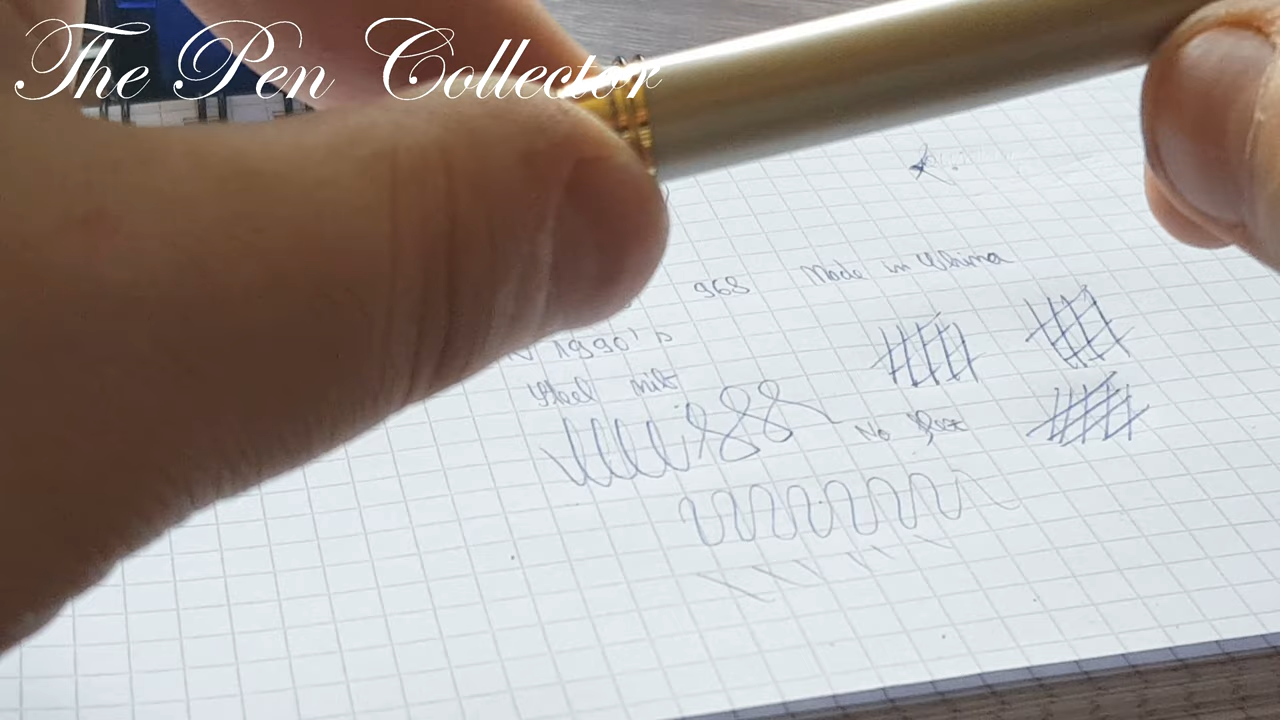 The Pen Collector
968 Made in China
1990's
Steel nib
No flex